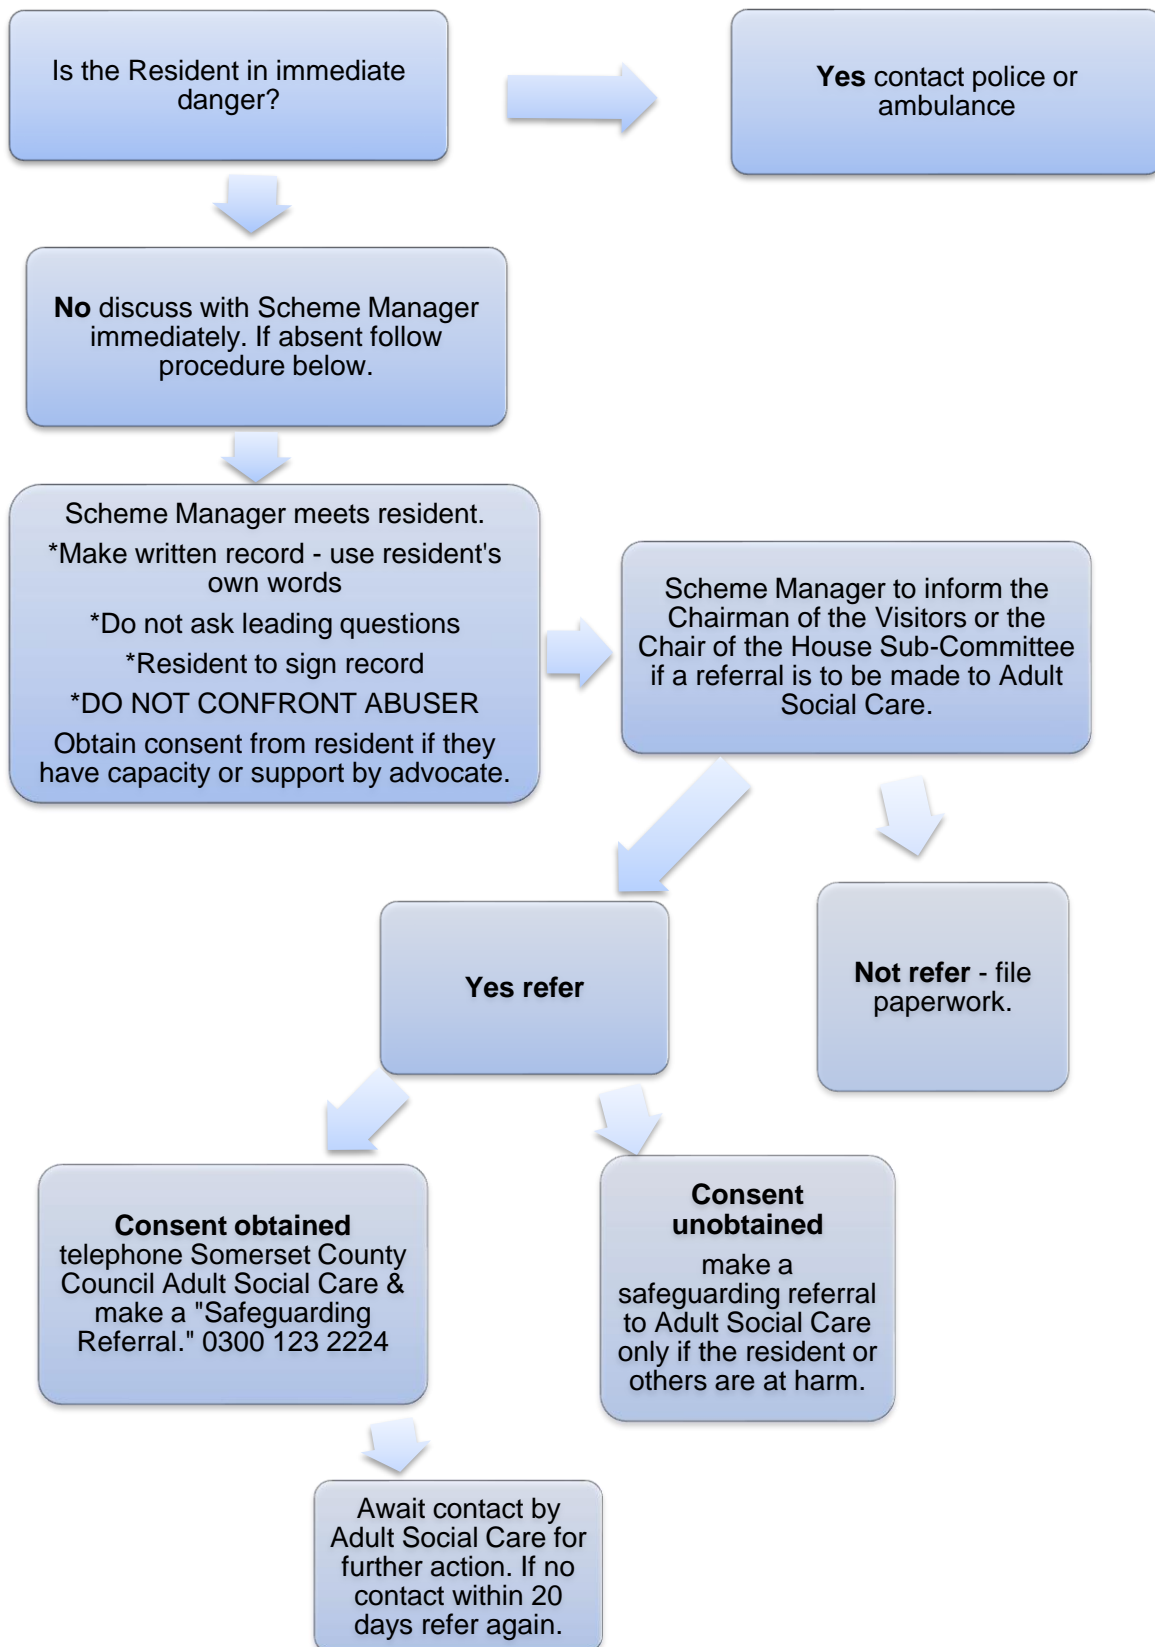 Is the Resident in immediate
danger?
Yes contact police or
ambulance
No discuss with Scheme Manager
immediately. If absent follow
procedure below.
Scheme Manager meets resident.
*Make written record - use resident's
own words
*Do not ask leading questions
*Resident to sign record
*DO NOT CONFRONT ABUSER
Obtain consent from resident if they
have capacity or support by advocate.
Scheme Manager to inform the
Chairman of the Visitors or the
Chair of the House Sub-Committee
if a referral is to be made to Adult
Social Care.
Yes refer
Not refer - file
paperwork.
Consent obtained
telephone Somerset County
Council Adult Social Care &
make a "Safeguarding
Referral." 0300 123 2224
Consent
unobtained
make a
safeguarding referral
to Adult Social Care
only if the resident or
others are at harm.
Await contact by
Adult Social Care for
further action. If no
contact within 20
days refer again.